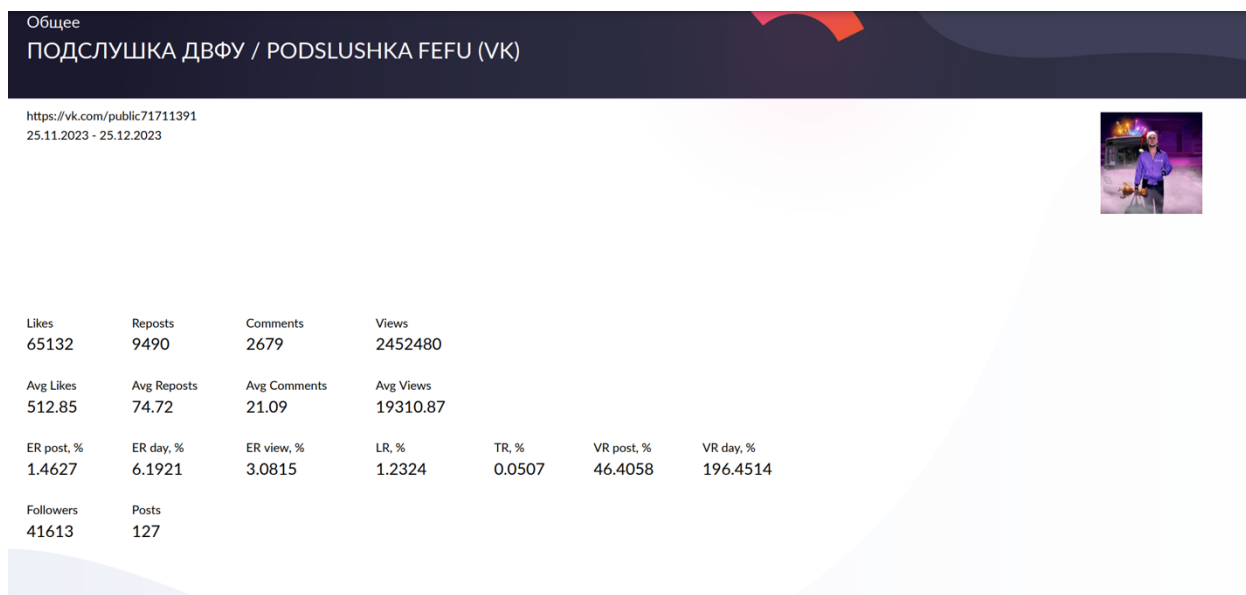 Общее
ПОДСЛУШКА ДВФУ / PODSLUSHKA FEFU (VK)
https://vk.com/public71711391
25.11.2023 - 25.12.2023
Likes Reposts Comments Views
65132 9490 2679 2452480
Avg Likes Avg Reposts Avg Comments Avg Views
512.85 74.72 21.09 19310.87
ER post, % ER day, % ER view, % LR, % TR, % VR post, % VR day, %
1.4627 6.1921 3.0815 1.2324 0.0507 46.4058 196.4514
Followers Posts
41613 127